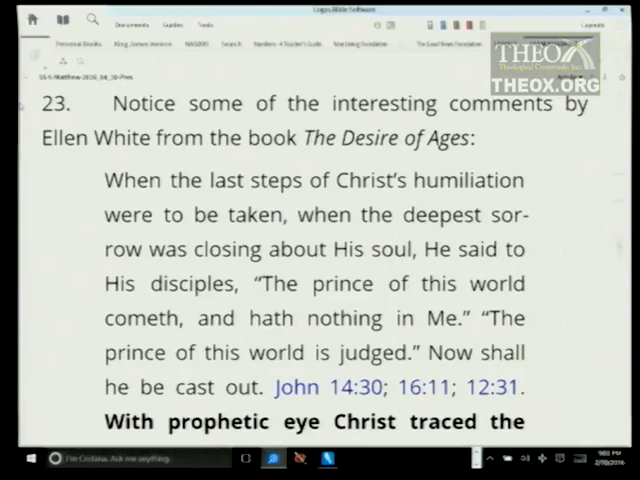 Logos Bible Software
Documents Guides Tools
Layouts
Personal Books King James Version NASB95 Search Numbers - A Teacher's Guide New Living Translation The Good News Translation
THEOX
Theological Crossroads, Inc.
THEOX.ORG
23. Notice some of the interesting comments by
Ellen White from the book The Desire of Ages:
When the last steps of Christ's humiliation
were to be taken, when the deepest sor-
row was closing about His soul, He said to
His disciples, “The prince of this world
cometh, and hath nothing in Me.” “The
prince of this world is judged.” Now shall
he be cast out. John 14:30; 16:11; 12:31.
With prophetic eye Christ traced the
I'm Cortana. Ask me anything.